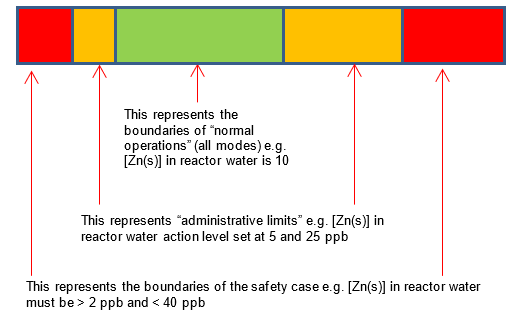 This represents the
boundaries of “normal
operations” (all modes) e.g.
[Zn(s)] in reactor water is 10
This represents “administrative limits” e.g. [Zn(s)] in
reactor water action level set at 5 and 25 ppb
This represents the boundaries of the safety case e.g. [Zn(s)] in reactor water
must be > 2 ppb and < 40 ppb